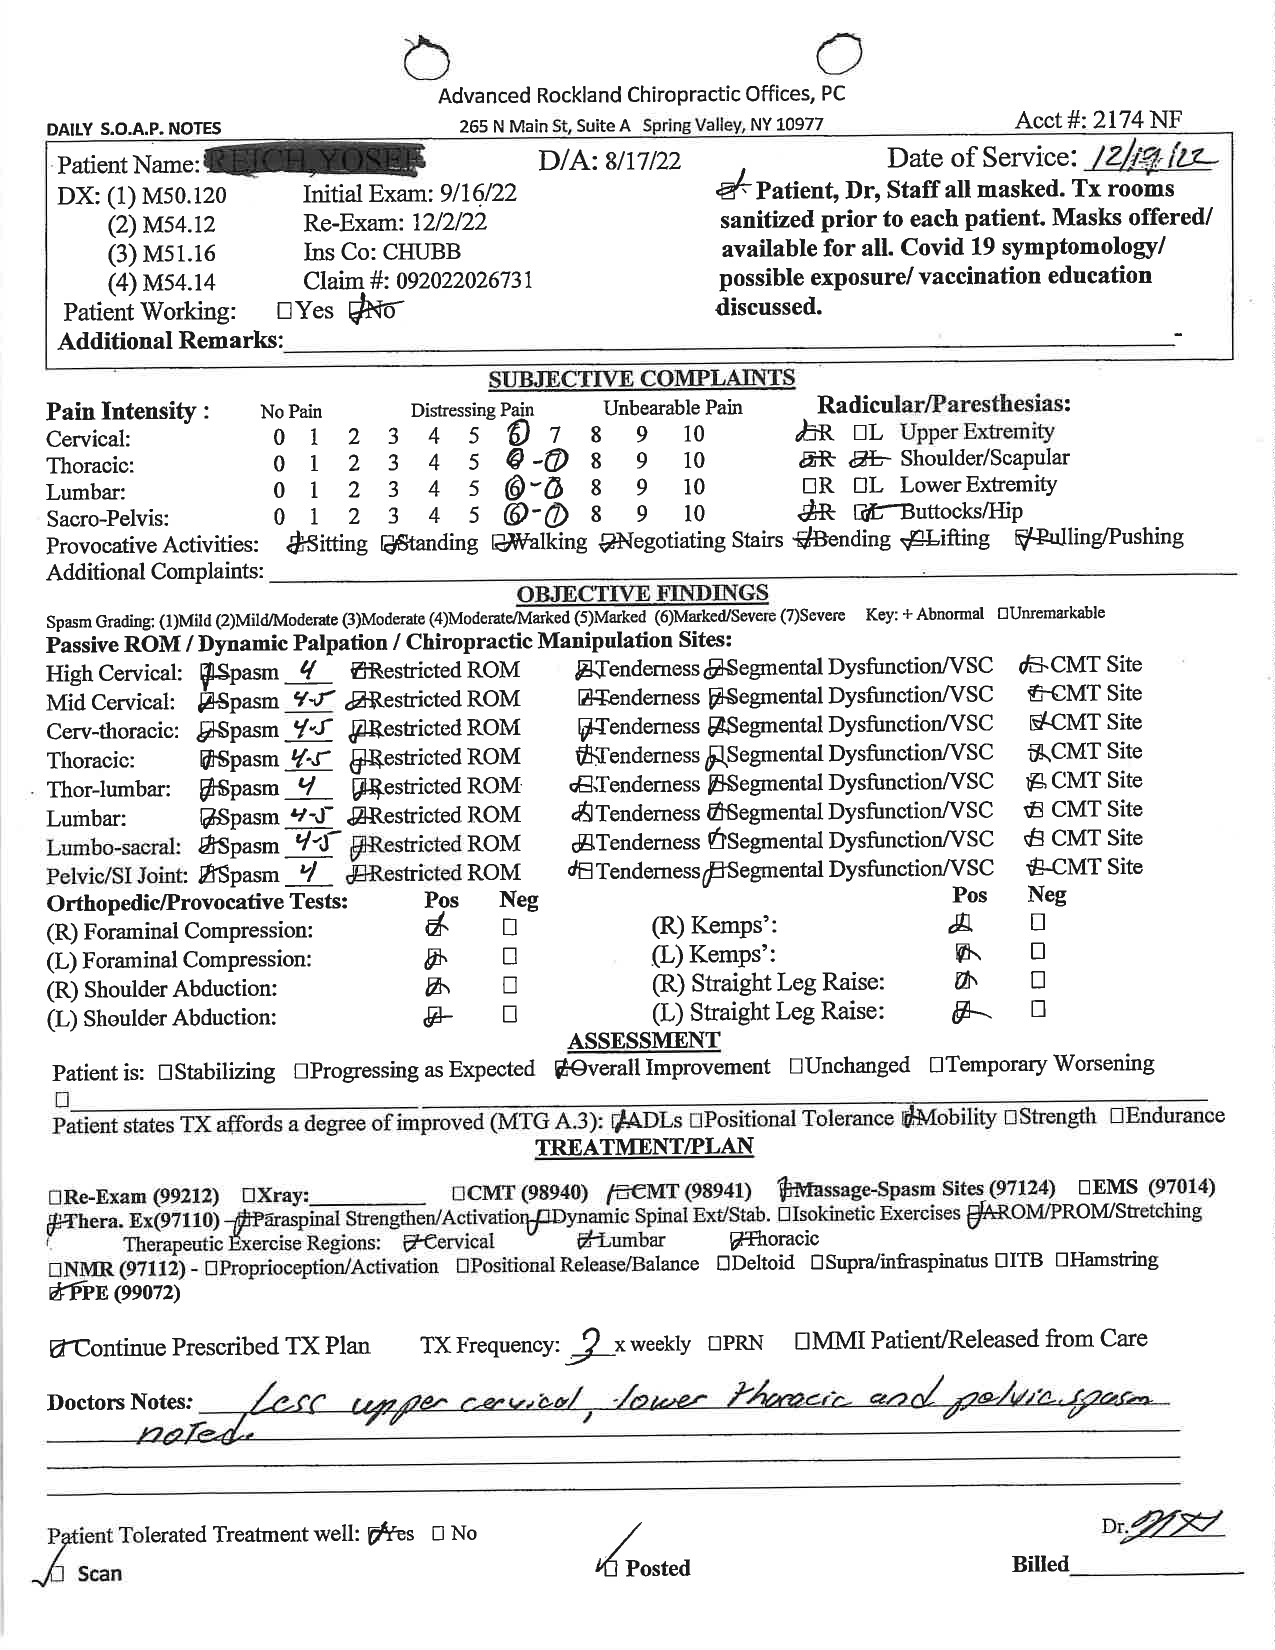 Advanced Rockland Chiropractic Offices, PC
DAILY S.O.A.P. NOTES 265 N Main St, Suite A Spring Valley, NY 10977 Acct #: 2174 NF
Patient Name: D/A: 8/17/22 Date of Service: 12/19/22
DX: (1) M50.120 Initial Exam: 9/16/22 Patient, Dr, Staff all masked. Tx rooms
(2) M54.12 Re-Exam: 12/2/22 sanitized prior to each patient. Masks offered/
(3) M51.16 Ins Co: CHUBB available for all. Covid 19 symptomology/
(4) M54.14 Claim #: 092022026731 possible exposure/ vaccination education
Patient Working: □Yes ☑No discussed.
Additional Remarks:
SUBJECTIVE COMPLAINTS
Pain Intensity : No Pain Distressing Pain Unbearable Pain Radicular/Paresthesias:
Cervical: 0 1 2 3 4 5 6 7 8 9 10 ☑R □L Upper Extremity
Thoracic: 0 1 2 3 4 5 6-7 8 9 10 ☑R ☑L Shoulder/Scapular
Lumbar: 0 1 2 3 4 5 6-7 8 9 10 □R □L Lower Extremity
Sacro-Pelvis: 0 1 2 3 4 5 6-7 8 9 10 ☑R ☑L Buttocks/Hip
Provocative Activities: ☑Sitting ☑Standing ☑Walking ☑Negotiating Stairs ☑Bending ☑Lifting ☑Pulling/Pushing
Additional Complaints:
OBJECTIVE FINDINGS
Spasm Grading: (1)Mild (2)Mild/Moderate (3)Moderate (4)Moderate/Marked (5)Marked (6)Marked/Severe (7)Severe Key: + Abnormal □Unremarkable
Passive ROM / Dynamic Palpation / Chiropractic Manipulation Sites:
High Cervical: ☑Spasm 4 ☑Restricted ROM ☑Tenderness ☑Segmental Dysfunction/VSC ☑CMT Site
Mid Cervical: ☑Spasm 4-5 ☑Restricted ROM ☑Tenderness ☑Segmental Dysfunction/VSC ☑CMT Site
Cerv-thoracic: ☑Spasm 4-5 ☑Restricted ROM ☑Tenderness ☑Segmental Dysfunction/VSC ☑CMT Site
Thoracic: ☑Spasm 4-5 ☑Restricted ROM ☑Tenderness ☑Segmental Dysfunction/VSC ☑CMT Site
Thor-lumbar: ☑Spasm 4 ☑Restricted ROM ☑Tenderness ☑Segmental Dysfunction/VSC ☑CMT Site
Lumbar: ☑Spasm 4-5 ☑Restricted ROM ☑Tenderness ☑Segmental Dysfunction/VSC ☑CMT Site
Lumbo-sacral: ☑Spasm 4-5 ☑Restricted ROM ☑Tenderness ☑Segmental Dysfunction/VSC ☑CMT Site
Pelvic/SI Joint: ☑Spasm 4 ☑Restricted ROM ☑Tenderness ☑Segmental Dysfunction/VSC ☑CMT Site
Orthopedic/Provocative Tests: Pos Neg Pos Neg
(R) Foraminal Compression: ☑ □ (R) Kemps': ☑ □
(L) Foraminal Compression: ☑ □ (L) Kemps': ☑ □
(R) Shoulder Abduction: ☑ □ (R) Straight Leg Raise: ☑ □
(L) Shoulder Abduction: ☑ □ (L) Straight Leg Raise: ☑ □
ASSESSMENT
Patient is: □Stabilizing □Progressing as Expected ☑Overall Improvement □Unchanged □Temporary Worsening
□
Patient states TX affords a degree of improved (MTG A.3): ☑ADLs □Positional Tolerance ☑Mobility □Strength □Endurance
TREATMENT/PLAN
□Re-Exam (99212) □Xray: □CMT (98940) ☑CMT (98941) ☑Massage-Spasm Sites (97124) □EMS (97014)
☑Thera. Ex(97110) – ☑Paraspinal Strengthen/Activation ☑Dynamic Spinal Ext/Stab. □Isokinetic Exercises ☑AROM/PROM/Stretching
Therapeutic Exercise Regions: ☑Cervical ☑Lumbar ☑Thoracic
□NMR (97112) - □Proprioception/Activation □Positional Release/Balance □Deltoid □Supra/infraspinatus □ITB □Hamstring
☑PPE (99072)
☑Continue Prescribed TX Plan TX Frequency: 3 x weekly □PRN □MMI Patient/Released from Care
Doctors Notes: Less upper cervical, lower thoracic and pelvic spasm
noted.
Patient Tolerated Treatment well: ☑Yes □ No Dr.
☑ Scan ☑ Posted Billed